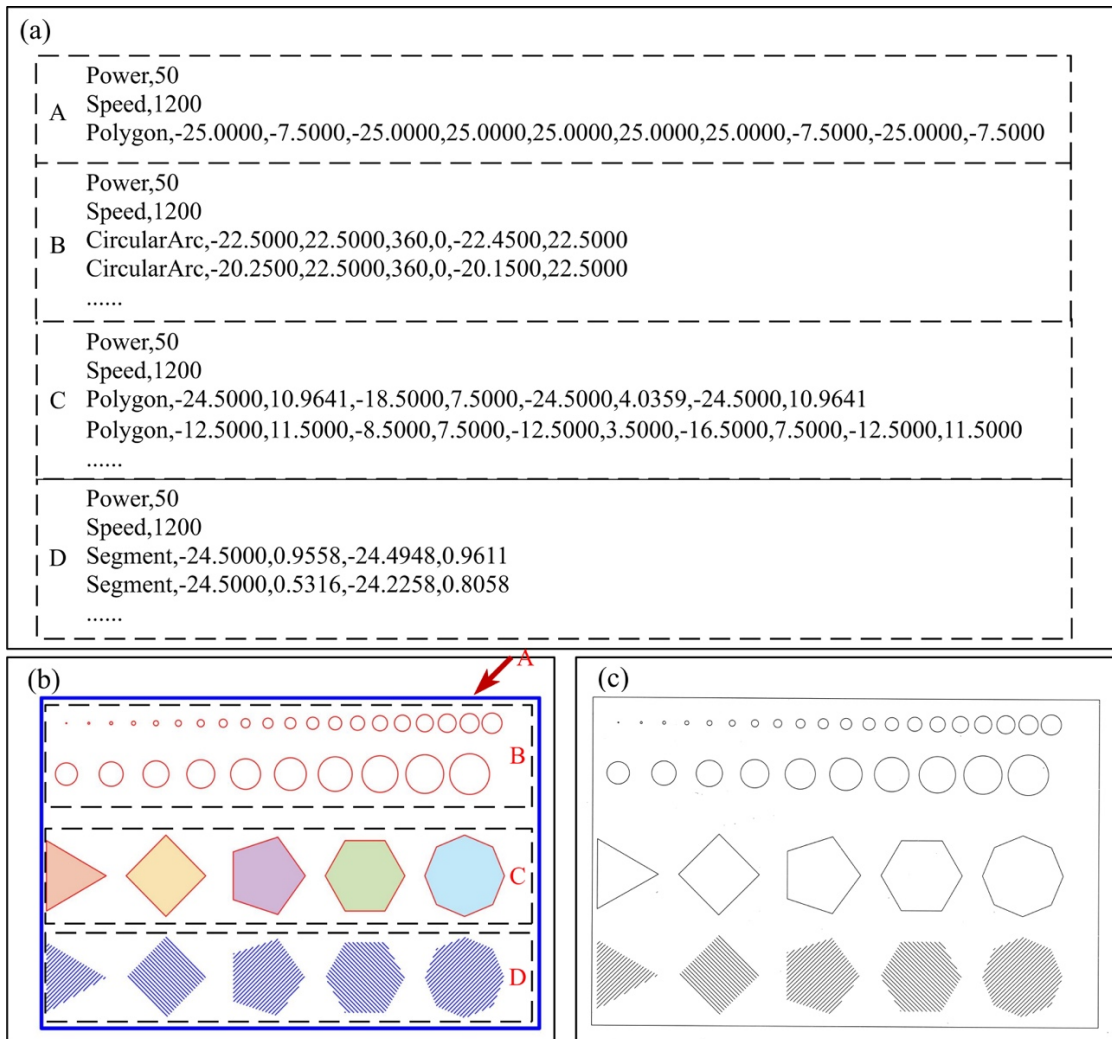 (a)
Power,50
Speed,1200
A
Polygon,-25.0000,-7.5000,-25.0000,25.0000,25.0000,25.0000,25.0000,-7.5000,-25.0000,-7.5000
Power,50
Speed,1200
B
CircularArc,-22.5000,22.5000,360,0,-22.4500,22.5000
CircularArc,-20.2500,22.5000,360,0,-20.1500,22.5000
......
Power,50
Speed,1200
C
Polygon,-24.5000,10.9641,-18.5000,7.5000,-24.5000,4.0359,-24.5000,10.9641
Polygon,-12.5000,11.5000,-8.5000,7.5000,-12.5000,3.5000,-16.5000,7.5000,-12.5000,11.5000
......
Power,50
Speed,1200
D
Segment,-24.5000,0.9558,-24.4948,0.9611
Segment,-24.5000,0.5316,-24.2258,0.8058
......
(b)
A
B
C
D
(c)